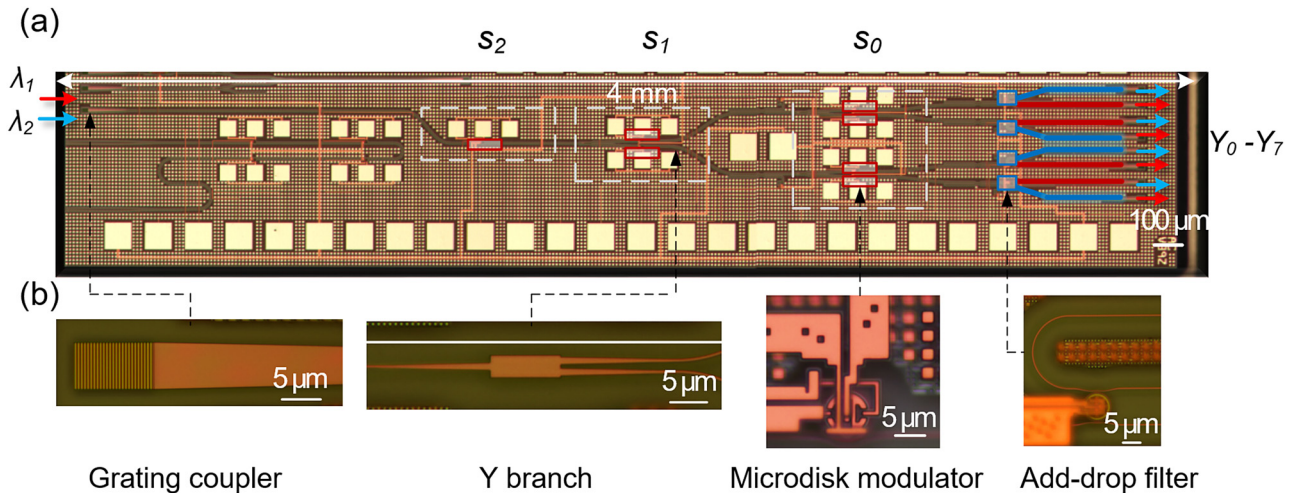 (a)
s2 s1 s0
λ1
λ2
4 mm
Y0 -Y7
100 µm
(b)
5 µm
5 µm
5 µm
5 µm
Grating coupler
Y branch
Microdisk modulator
Add-drop filter